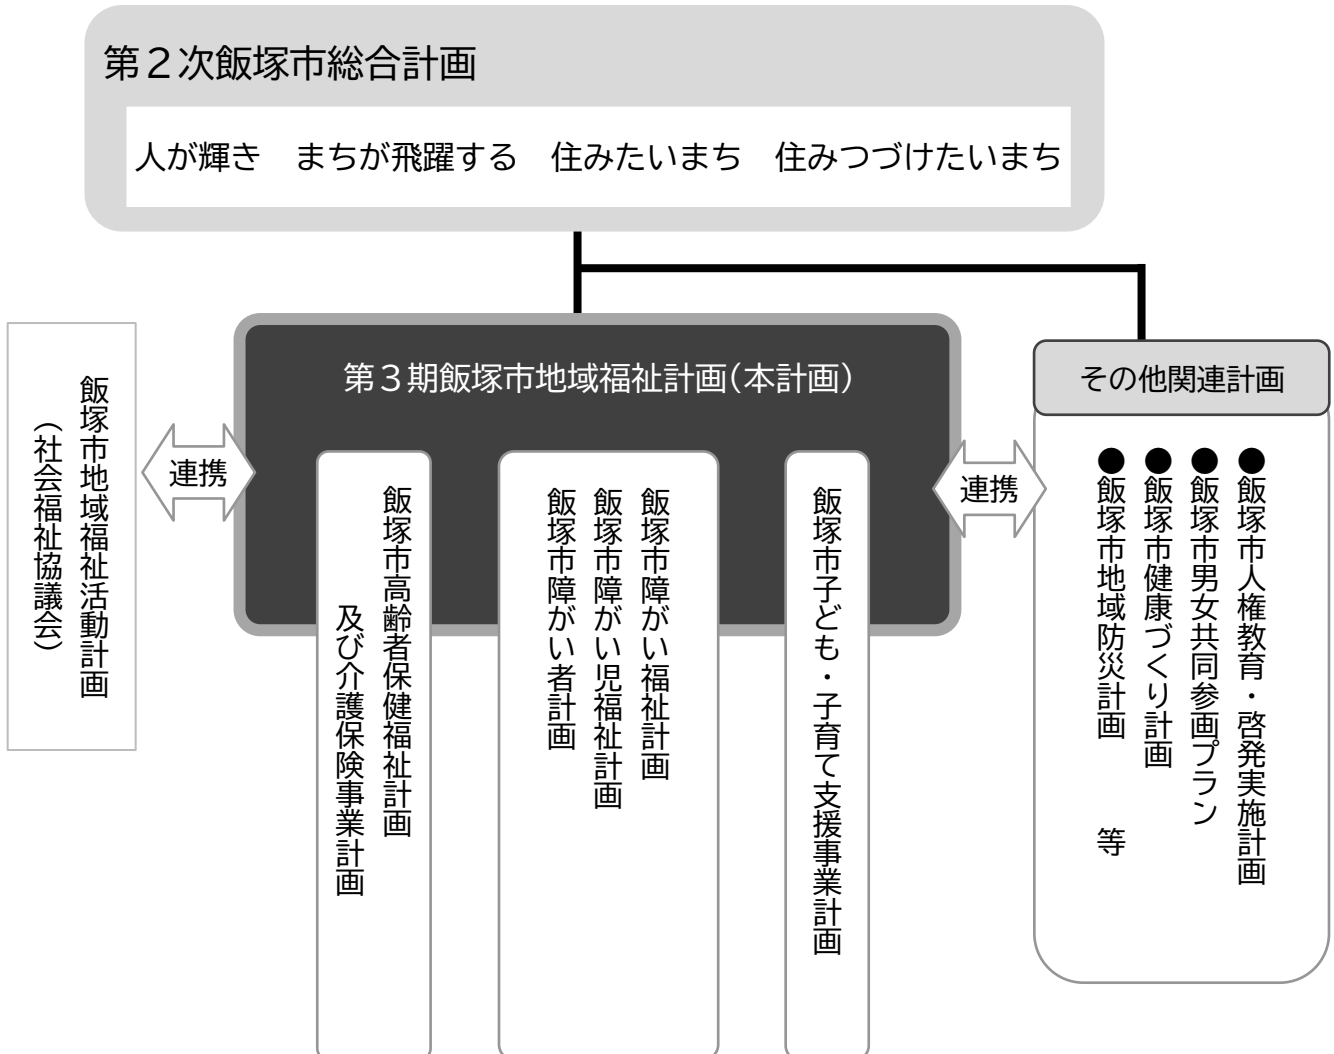 第２次飯塚市総合計画
人が輝き　まちが飛躍する　住みたいまち　住みつづけたいまち
飯塚市地域福祉活動計画
（社会福祉協議会）
連携
第３期飯塚市地域福祉計画（本計画）
飯塚市高齢者保健福祉計画
及び介護保険事業計画
飯塚市障がい福祉計画
飯塚市障がい児福祉計画
飯塚市障がい者計画
飯塚市子ども・子育て支援事業計画
連携
その他関連計画
●飯塚市人権教育・啓発実施計画
●飯塚市男女共同参画プラン
●飯塚市健康づくり計画
●飯塚市地域防災計画　　　等